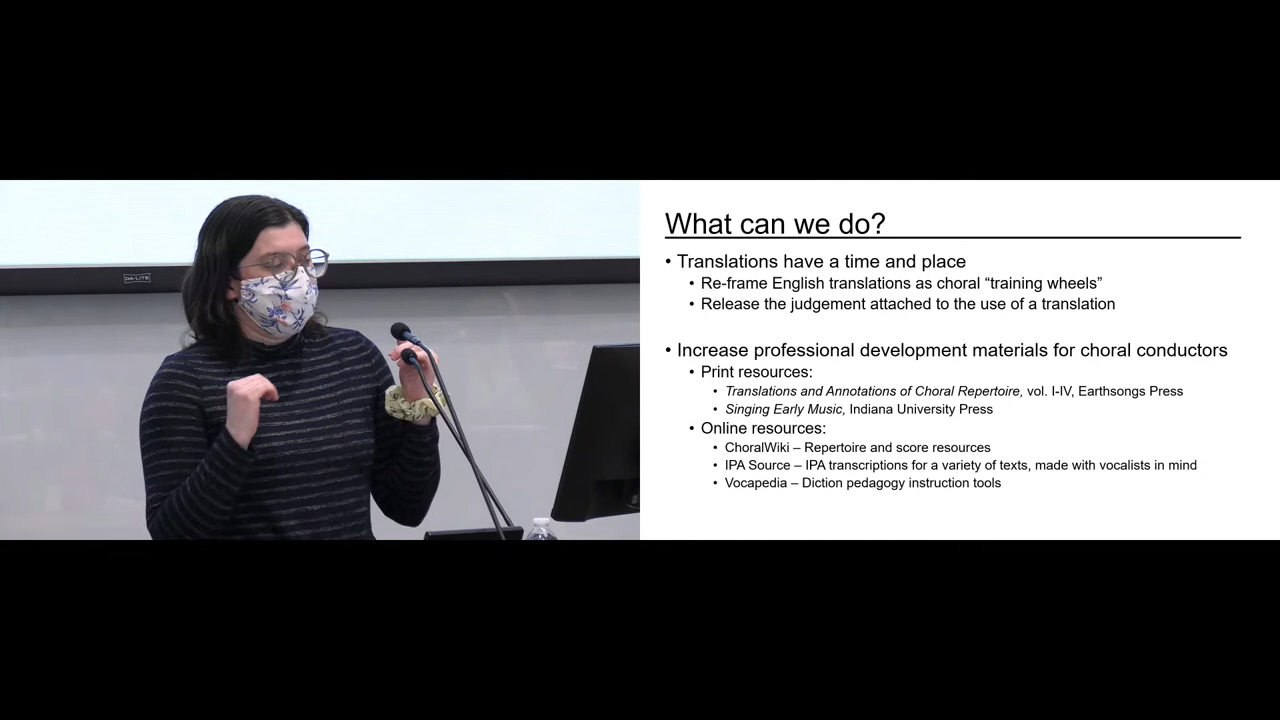 DA-LITE
What can we do?
• Translations have a time and place
• Re-frame English translations as choral “training wheels”
• Release the judgement attached to the use of a translation
• Increase professional development materials for choral conductors
• Print resources:
• Translations and Annotations of Choral Repertoire, vol. I-IV, Earthsongs Press
• Singing Early Music, Indiana University Press
• Online resources:
• ChoralWiki – Repertoire and score resources
• IPA Source – IPA transcriptions for a variety of texts, made with vocalists in mind
• Vocapedia – Diction pedagogy instruction tools